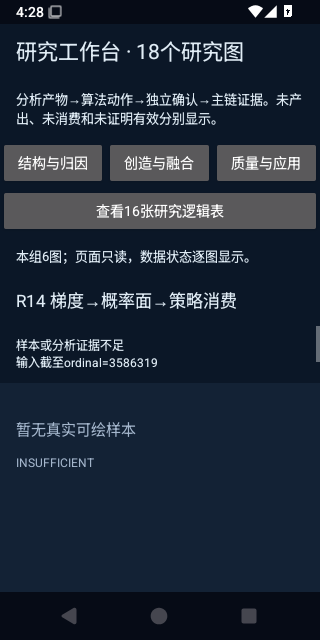 4:28
研究工作台 · 18个研究图
分析产物→算法动作→独立确认→主链证据。未产
出、未消费和未证明有效分别显示。
结构与归因
创造与融合
质量与应用
查看16张研究逻辑表
本组6图；页面只读，数据状态逐图显示。
R14 梯度→概率面→策略消费
样本或分析证据不足
输入截至ordinal=3586319
暂无真实可绘样本
INSUFFICIENT